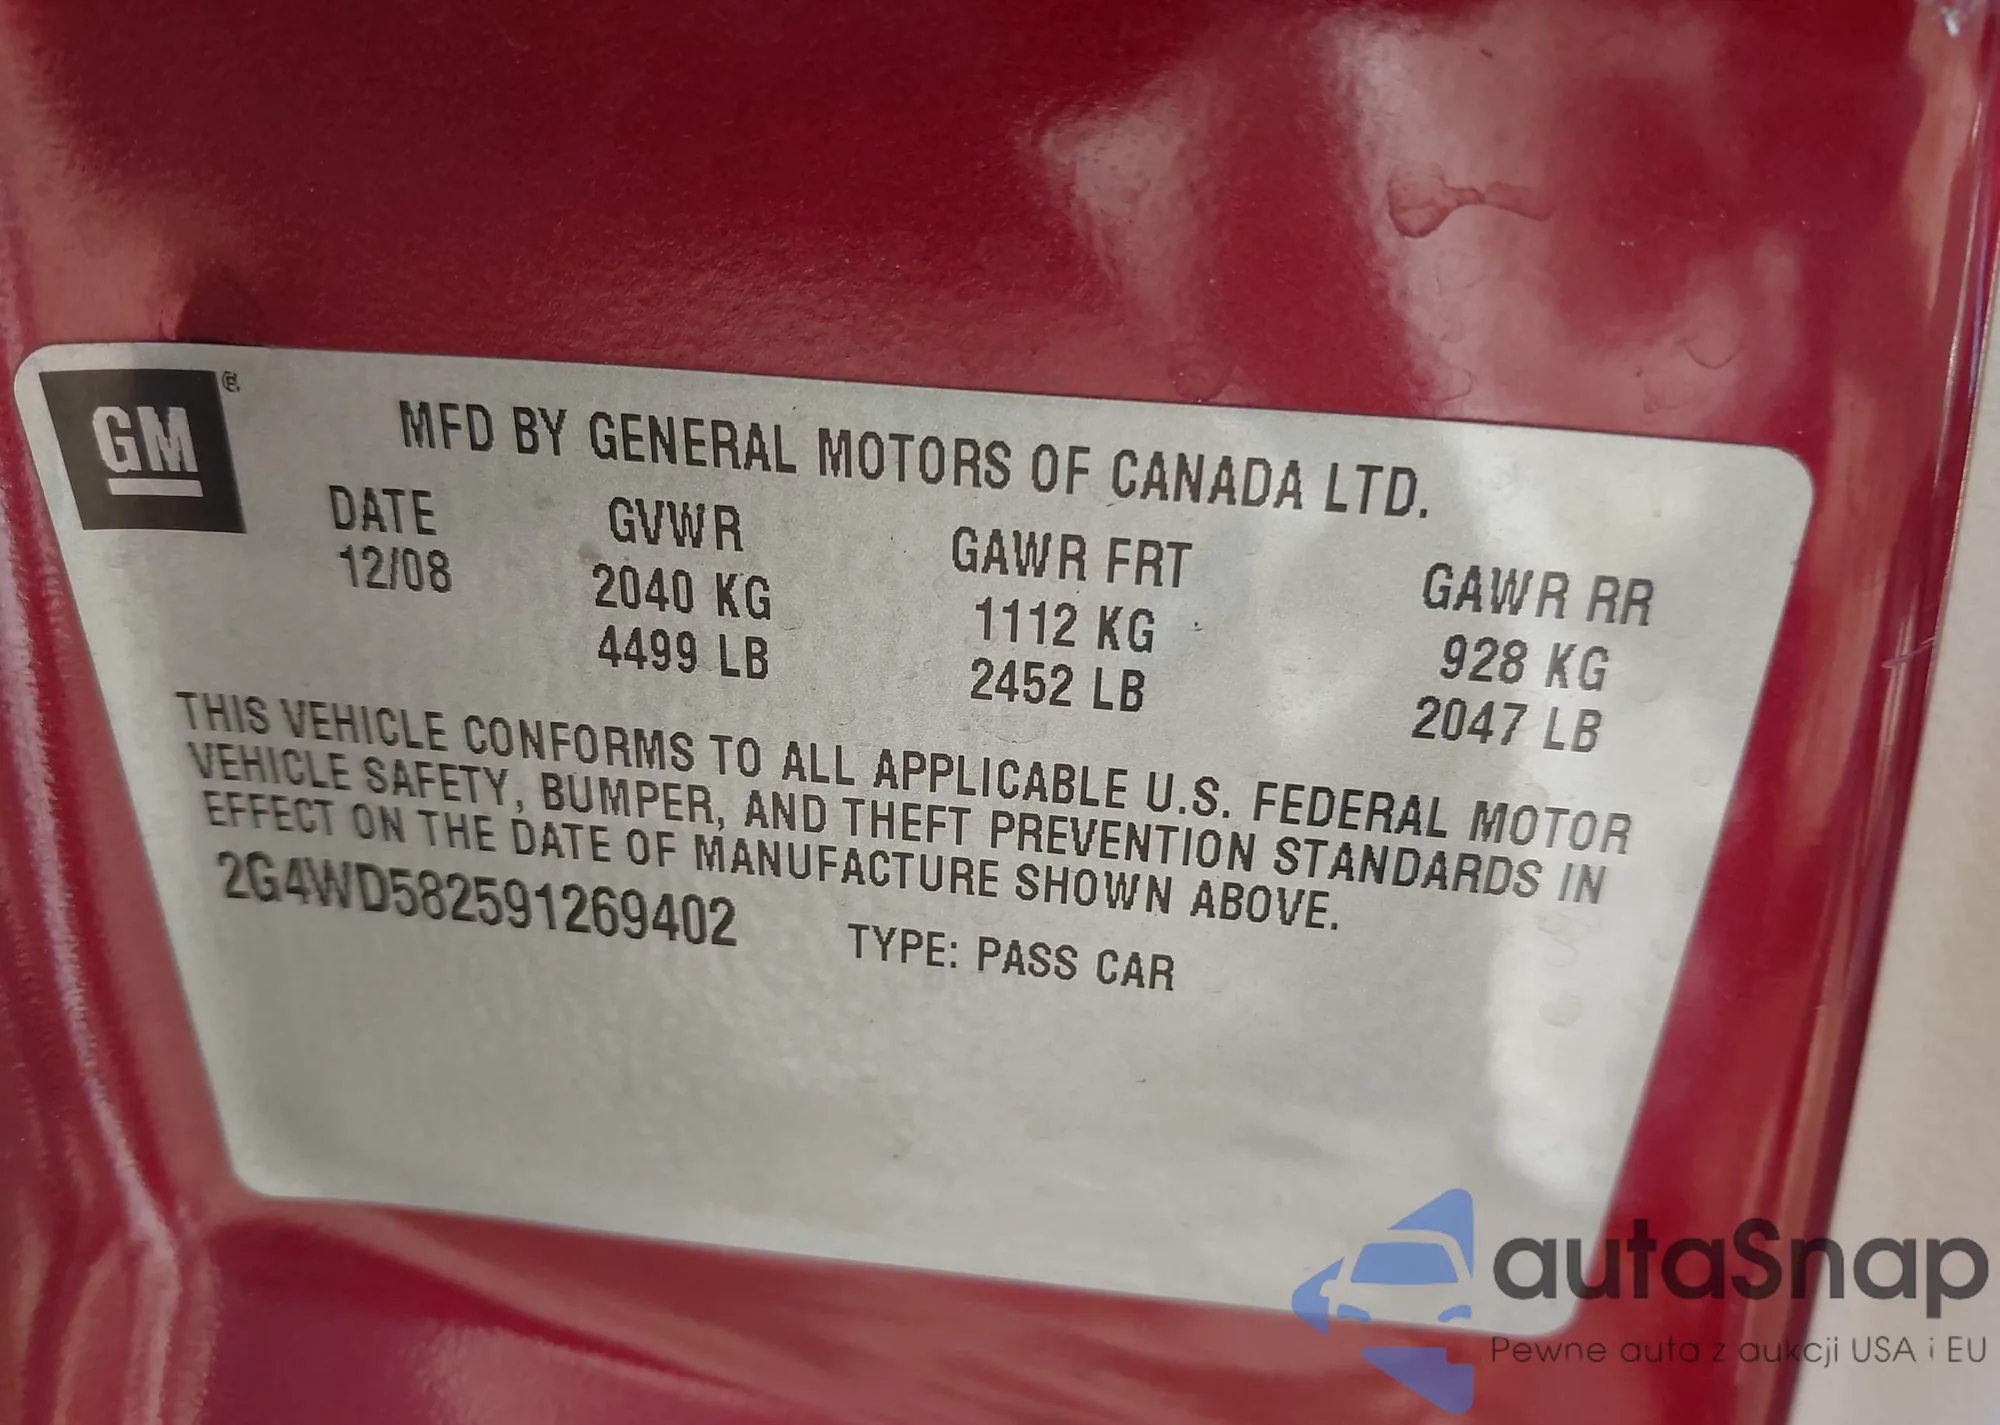 GM
MFD BY GENERAL MOTORS OF CANADA LTD.
DATE GVWR GAWR FRT GAWR RR
12/08 2040 KG 1112 KG 928 KG
4499 LB 2452 LB 2047 LB
THIS VEHICLE CONFORMS TO ALL APPLICABLE U.S. FEDERAL MOTOR
VEHICLE SAFETY, BUMPER, AND THEFT PREVENTION STANDARDS IN
EFFECT ON THE DATE OF MANUFACTURE SHOWN ABOVE.
2G4WD582591269402 TYPE: PASS CAR
autaSnap
Pewne auta z aukcji USA i EU